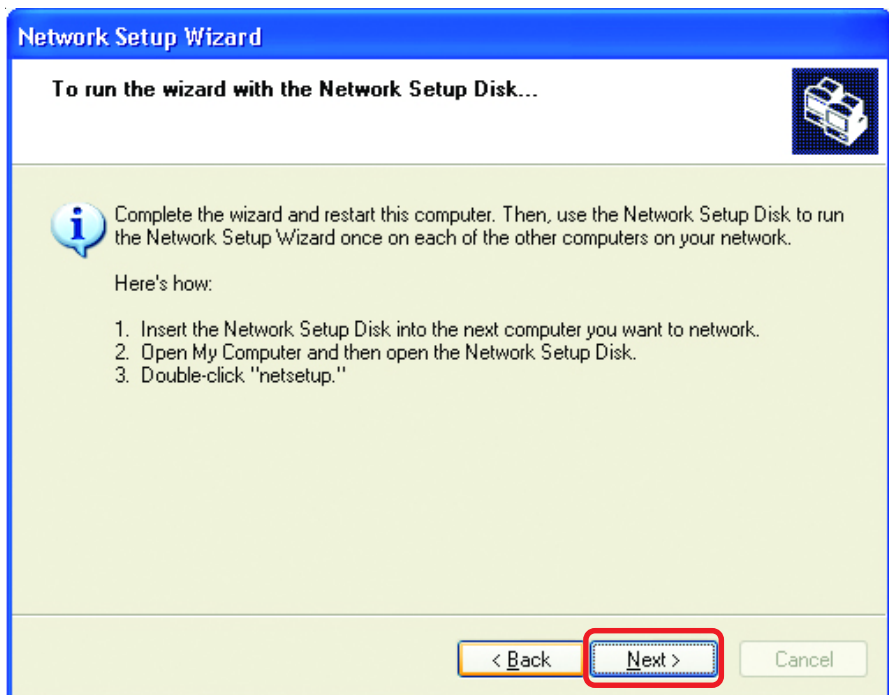 Network Setup Wizard
To run the wizard with the Network Setup Disk...
Complete the wizard and restart this computer. Then, use the Network Setup Disk to run
the Network Setup Wizard once on each of the other computers on your network.
Here's how:
1. Insert the Network Setup Disk into the next computer you want to network.
2. Open My Computer and then open the Network Setup Disk.
3. Double-click "netsetup."
< Back
Next >
Cancel